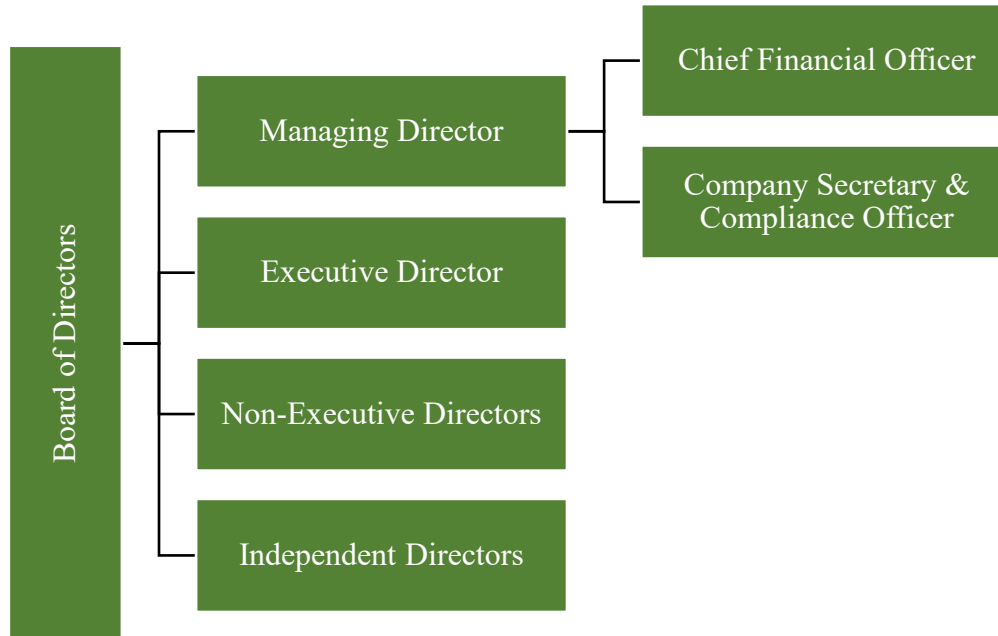 Board of Directors
Managing Director
Executive Director
Non-Executive Directors
Independent Directors
Chief Financial Officer
Company Secretary &
Compliance Officer